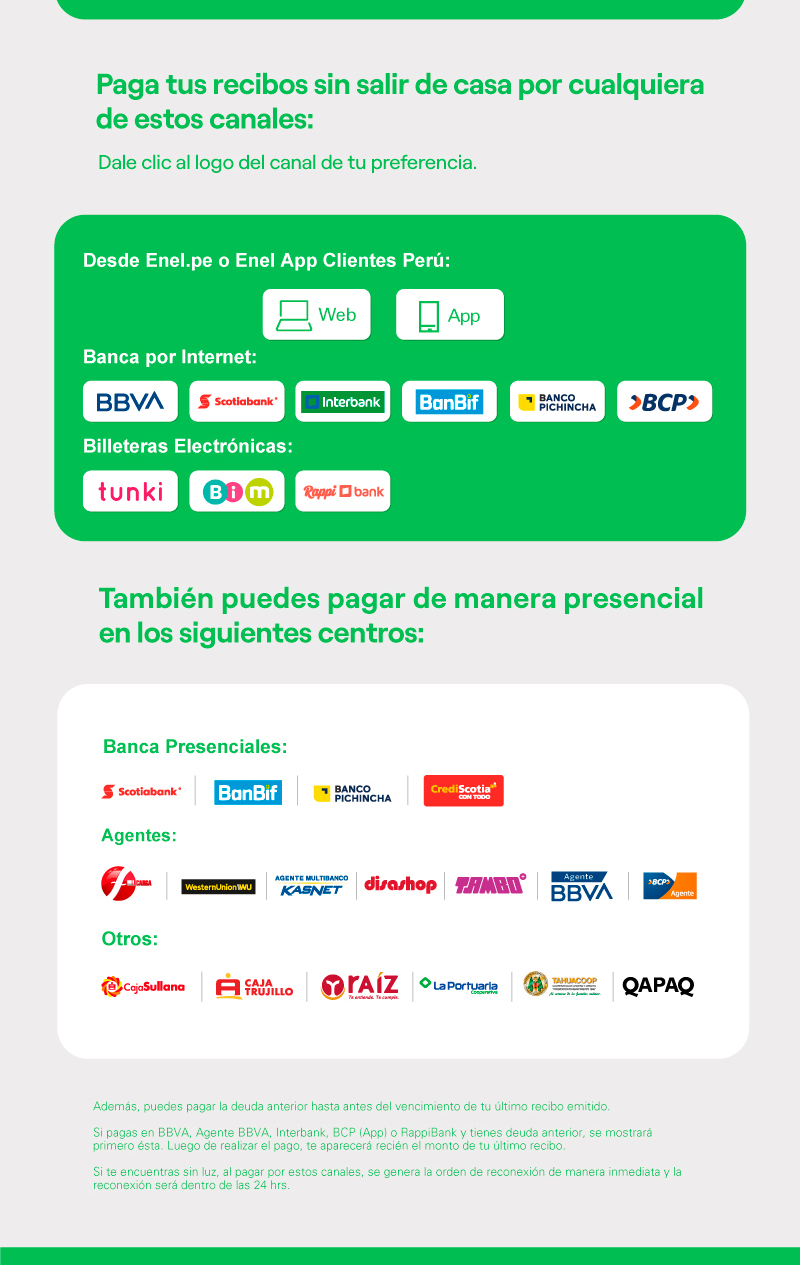 Paga tus recibos sin salir de casa por cualquiera
de estos canales:
Dale clic al logo del canal de tu preferencia.
Desde Enel.pe o Enel App Clientes Perú:
Web
App
Banca por Internet:
BBVA
Scotiabank
Interbank
BanBif
BANCO
PICHINCHA
BCP
Billeteras Electrónicas:
tunki
Bim
Rappi bank
También puedes pagar de manera presencial
en los siguientes centros:
Banca Presenciales:
Scotiabank
BanBif
BANCO
PICHINCHA
CrediScotia
CON TODO
Agentes:
WesternUnion WU
AGENTE MULTIBANCO
KASNET
disashop
TAMBO
Agente
BBVA
BCP
Agente
Otros:
CajaSullana
CAJA
TRUJILLO
raíz
Te entiende. Te cumple.
La Portuaria
Cooperativa
TAHUACOOP
QAPAQ
Además, puedes pagar la deuda anterior hasta antes del vencimiento de tu último recibo emitido.
Si pagas en BBVA, Agente BBVA, Interbank, BCP (App) o RappiBank y tienes deuda anterior, se mostrará
primero ésta. Luego de realizar el pago, te aparecerá recién el monto de tu último recibo.
Si te encuentras sin luz, al pagar por estos canales, se genera la orden de reconexión de manera inmediata y la
reconexión será dentro de las 24 hrs.